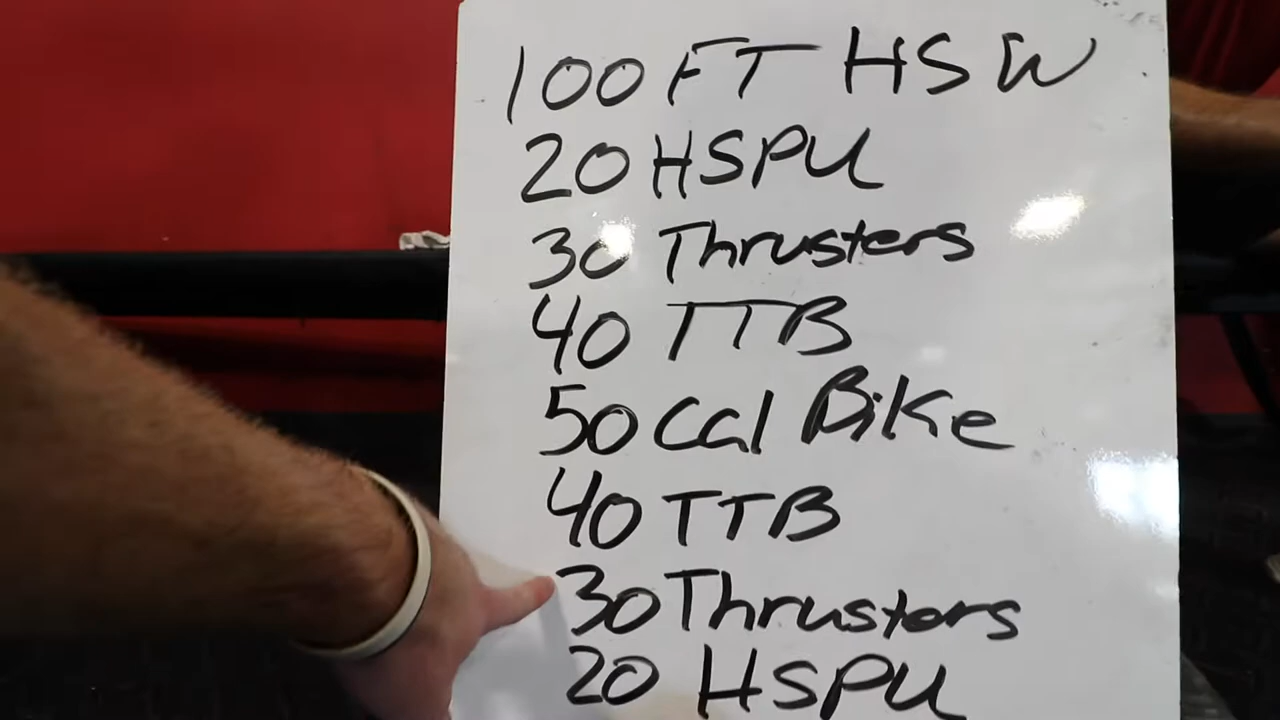 100 FT HSW
20 HSPU
30 Thrusters
40 TTB
50 Cal Bike
40 TTB
30 Thrusters
20 HSPU